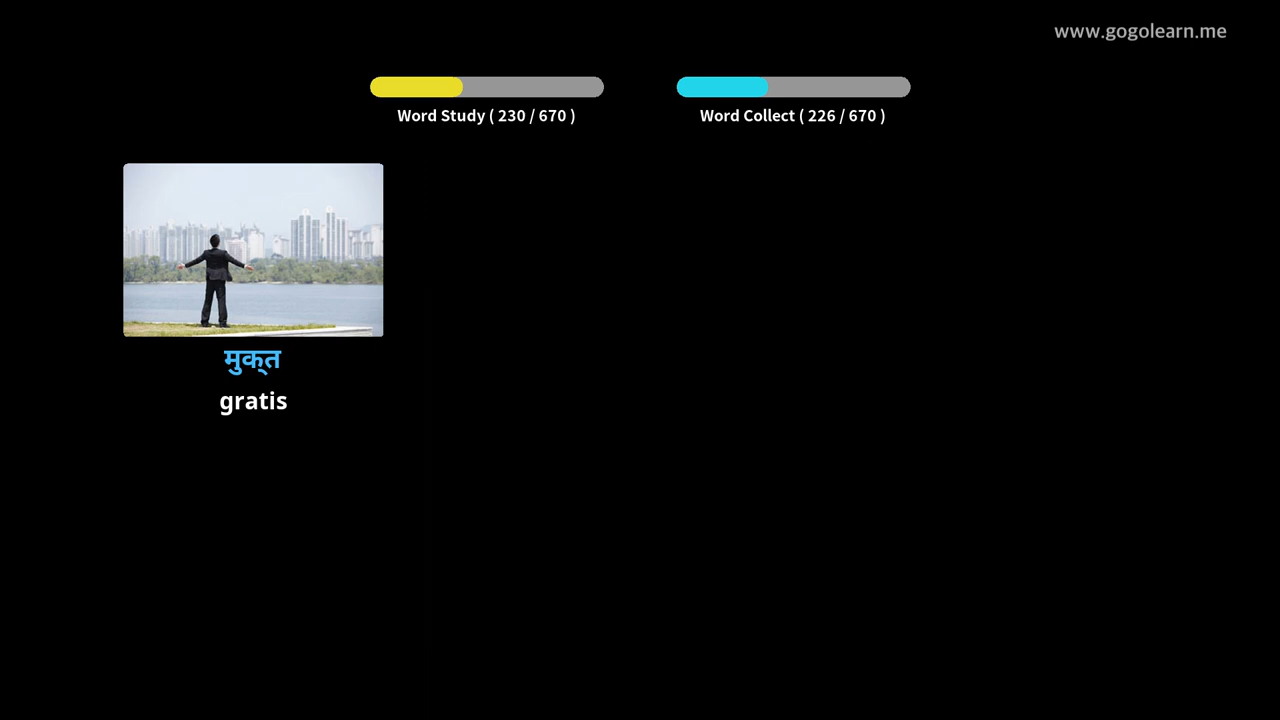 www.gogolearn.me
Word Study ( 230 / 670 )
Word Collect ( 226 / 670 )
मुक्त
gratis